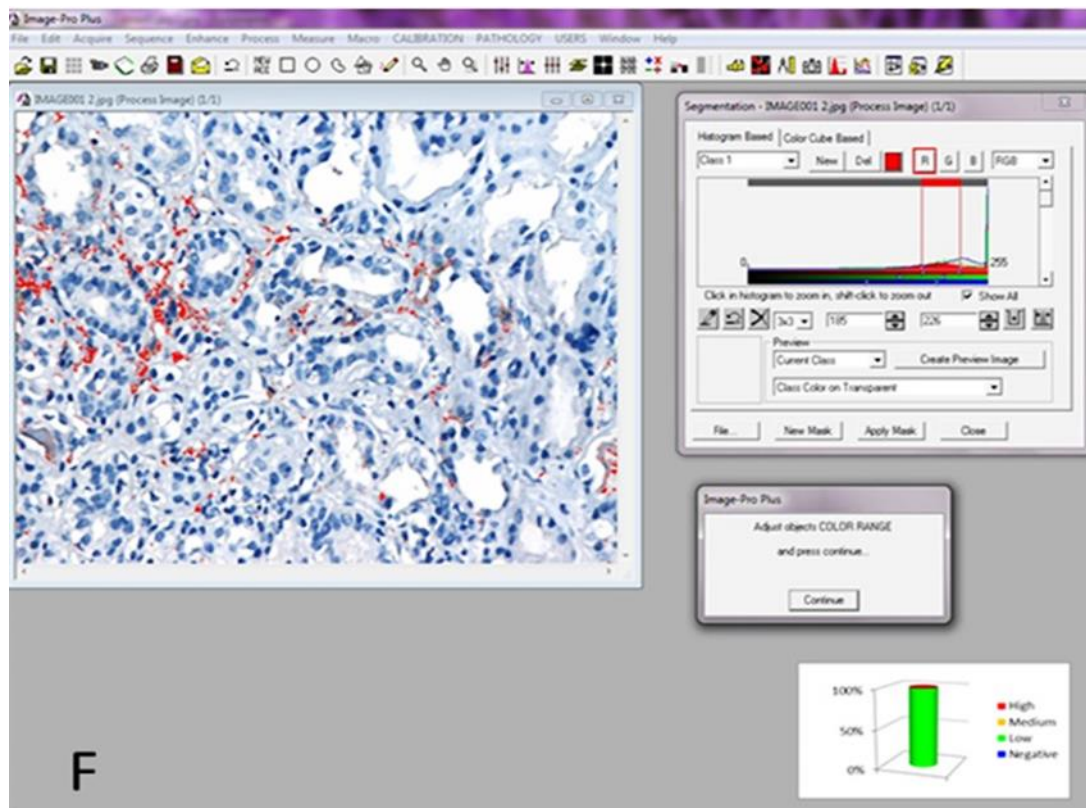 Image-Pro Plus
File Edit Acquire Sequence Enhance Process Measure Macro CALIBRATION PATHOLOGY USERS Window Help
IMAGE001 2.jpg (Process Image) (1/1)
Segmentation - IMAGE001 2.jpg (Process Image) (1/1)
Histogram Based Color Cube Based
Class 1 New Del R G B RGB
0 255
Click in histogram to zoom in, shift-click to zoom out Show All
3x3 185 226
Preview
Current Class Create Preview Image
Class Color on Transparent
File... New Mask Apply Mask Close
Image-Pro Plus
Adjust objects COLOR RANGE
and press continue...
Continue
100%
50%
0%
High
Medium
Low
Negative
F